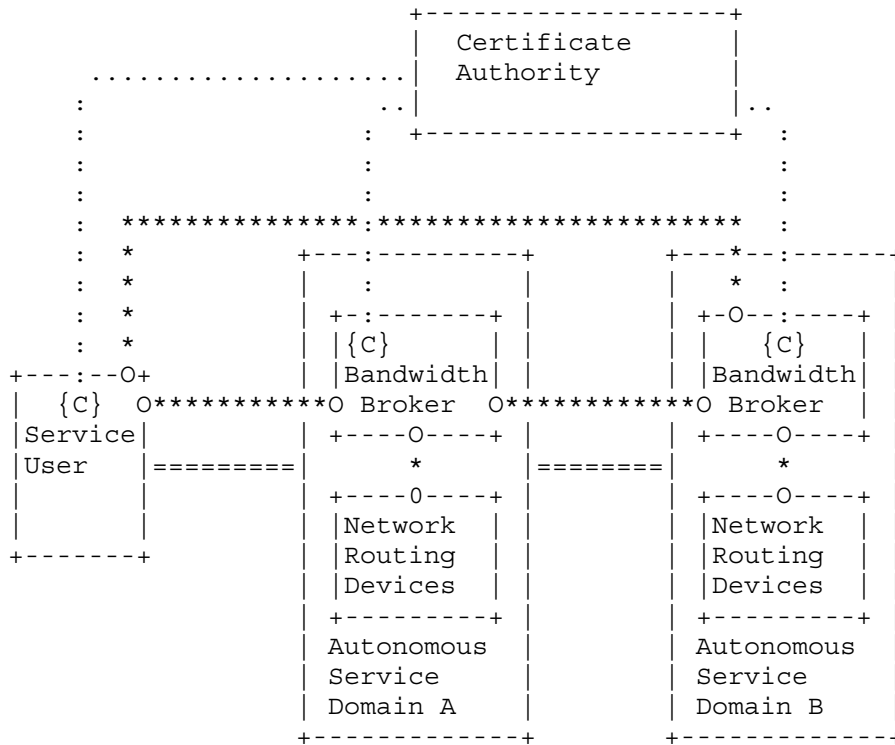 Certificate
Authority
{C} {C}
Bandwidth Bandwidth
{C} Broker Broker
Service
User
Network Network
Routing Routing
Devices Devices
Autonomous Autonomous
Service Service
Domain A Domain B